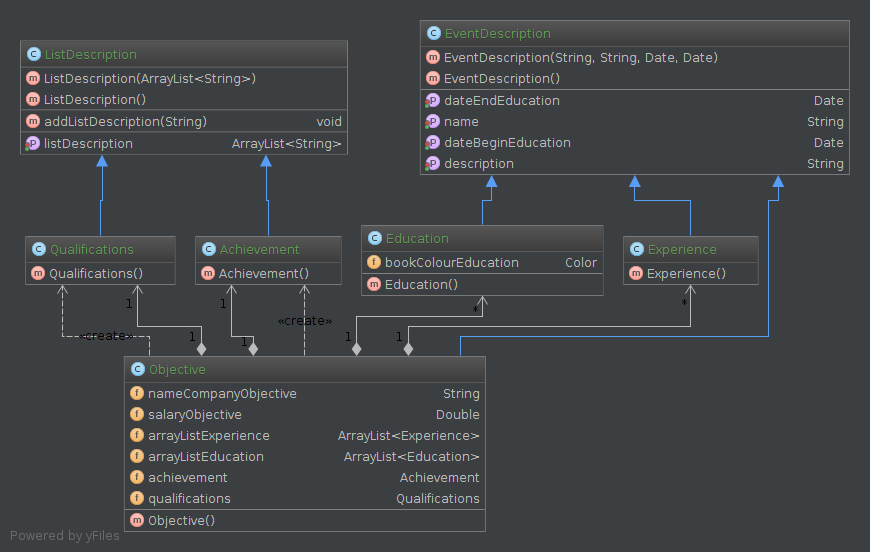 ListDescription
ListDescription(ArrayList<String>)
ListDescription()
addListDescription(String) void
listDescription ArrayList<String>
EventDescription
EventDescription(String, String, Date, Date)
EventDescription()
dateEndEducation Date
name String
dateBeginEducation Date
description String
Qualifications
Qualifications()
Achievement
Achievement()
Education
bookColourEducation Color
Education()
Experience
Experience()
1
1
*
*
«create»
«create»
1
1
1
1
Objective
nameCompanyObjective String
salaryObjective Double
arrayListExperience ArrayList<Experience>
arrayListEducation ArrayList<Education>
achievement Achievement
qualifications Qualifications
Objective()
Powered by yFiles